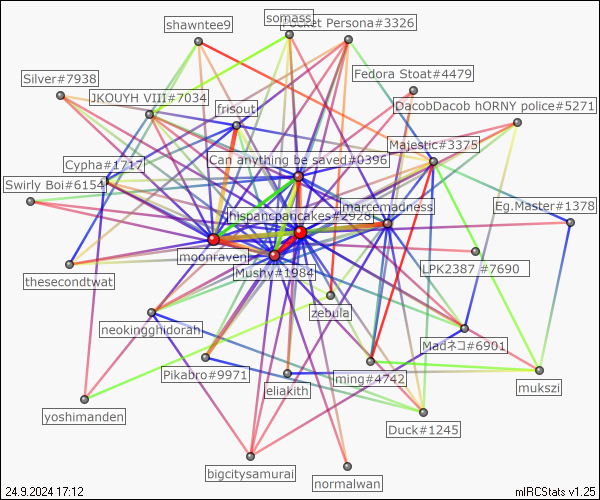 somass
Pocket Persona#3326
shawntee9
Fedora Stoat#4479
Silver#7938
JKOUYH VIII#7034
DacobDacob hORNY police#5271
frisout
Majestic#3375
Can anything be saved#0396
Cypha#1717
Swirly Boi#6154
marcemadness
Eg.Master#1378
hispancpancakes#2928
moonraven
Mushy#1984
LPK2387 #7690
thesecondtwat
zebula
neokingghidorah
Madネコ#6901
Pikabro#9971
ming#4742
eliakith
mukszi
yoshimanden
Duck#1245
bigcitysamurai
normalwan
24.9.2024 17:12
mIRCStats v1.25